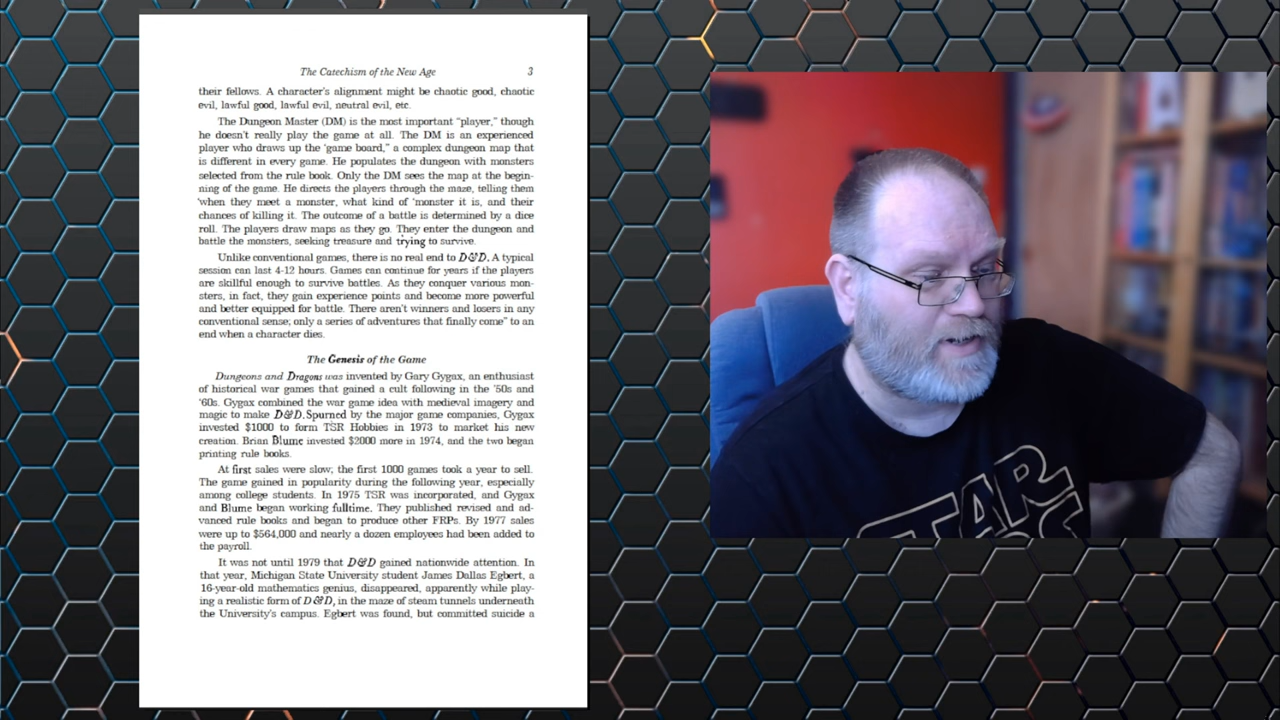 The Catechism of the New Age 3
their fellows. A character's alignment might be chaotic good, chaotic
evil, lawful good, lawful evil, neutral evil, etc.
The Dungeon Master (DM) is the most important "player," though
he doesn't really play the game at all. The DM is an experienced
player who draws up the 'game board," a complex dungeon map that
is different in every game. He populates the dungeon with monsters
selected from the rule book. Only the DM sees the map at the begin-
ning of the game. He directs the players through the maze, telling them
'when they meet a monster, what kind of 'monster it is, and their
chances of killing it. The outcome of a battle is determined by a dice
roll. The players draw maps as they go. They enter the dungeon and
battle the monsters, seeking treasure and trying to survive.
Unlike conventional games, there is no real end to D&D. A typical
session can last 4-12 hours. Games can continue for years if the players
are skillful enough to survive battles. As they conquer various mon-
sters, in fact, they gain experience points and become more powerful
and better equipped for battle. There aren't winners and losers in any
conventional sense; only a series of adventures that finally come" to an
end when a character dies.
The Genesis of the Game
Dungeons and Dragons was invented by Gary Gygax, an enthusiast
of historical war games that gained a cult following in the '50s and
'60s. Gygax combined the war game idea with medieval imagery and
magic to make D&D. Spurned by the major game companies, Gygax
invested $1000 to form TSR Hobbies in 1973 to market his new
creation. Brian Blume invested $2000 more in 1974, and the two began
printing rule books.
At first sales were slow; the first 1000 games took a year to sell.
The game gained in popularity during the following year, especially
among college students. In 1975 TSR was incorporated, and Gygax
and Blume began working fulltime. They published revised and ad-
vanced rule books and began to produce other FRPs. By 1977 sales
were up to $564,000 and nearly a dozen employees had been added to
the payroll.
It was not until 1979 that D&D gained nationwide attention. In
that year, Michigan State University student James Dallas Egbert, a
16-year-old mathematics genius, disappeared, apparently while play-
ing a realistic form of D&D, in the maze of steam tunnels underneath
the University's campus. Egbert was found, but committed suicide a
STAR